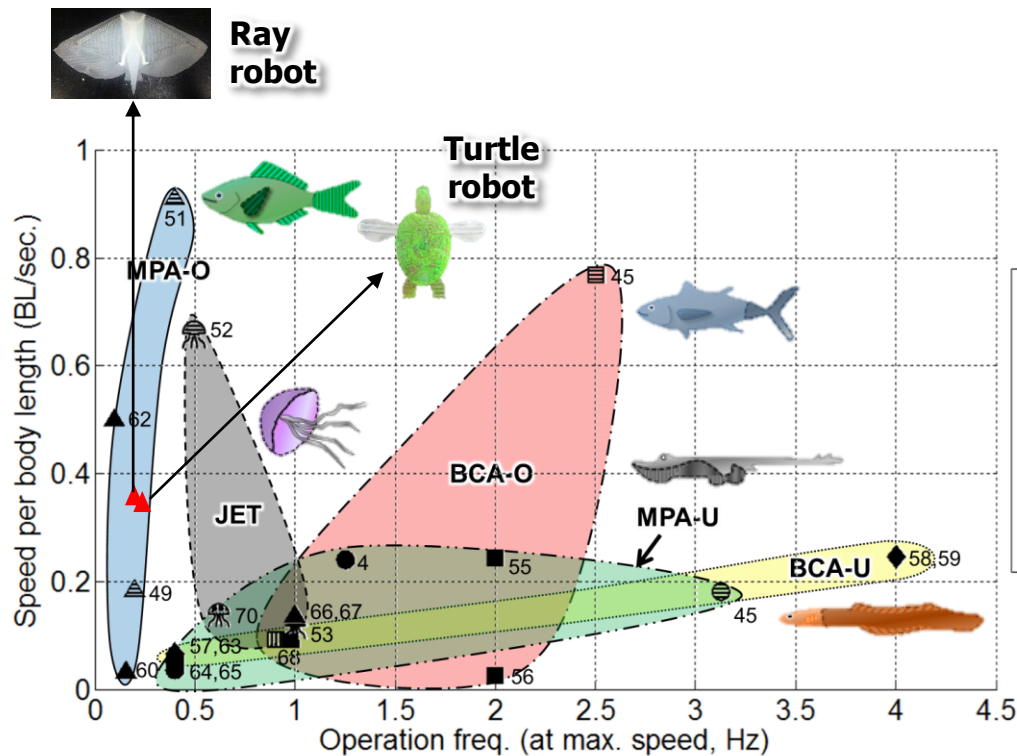 Ray
robot
Turtle
robot
Speed per body length (BL/sec.)
1
0.8
0.6
0.4
0.2
0
51
MPA-O
52
62
49
60
JET
70
57,63
64,65
66,67
53
68
BCA-O
45
4
55
56
MPA-U
45
BCA-U
58,59
0 0.5 1 1.5 2 2.5 3 3.5 4 4.5
Operation freq. (at max. speed, Hz)